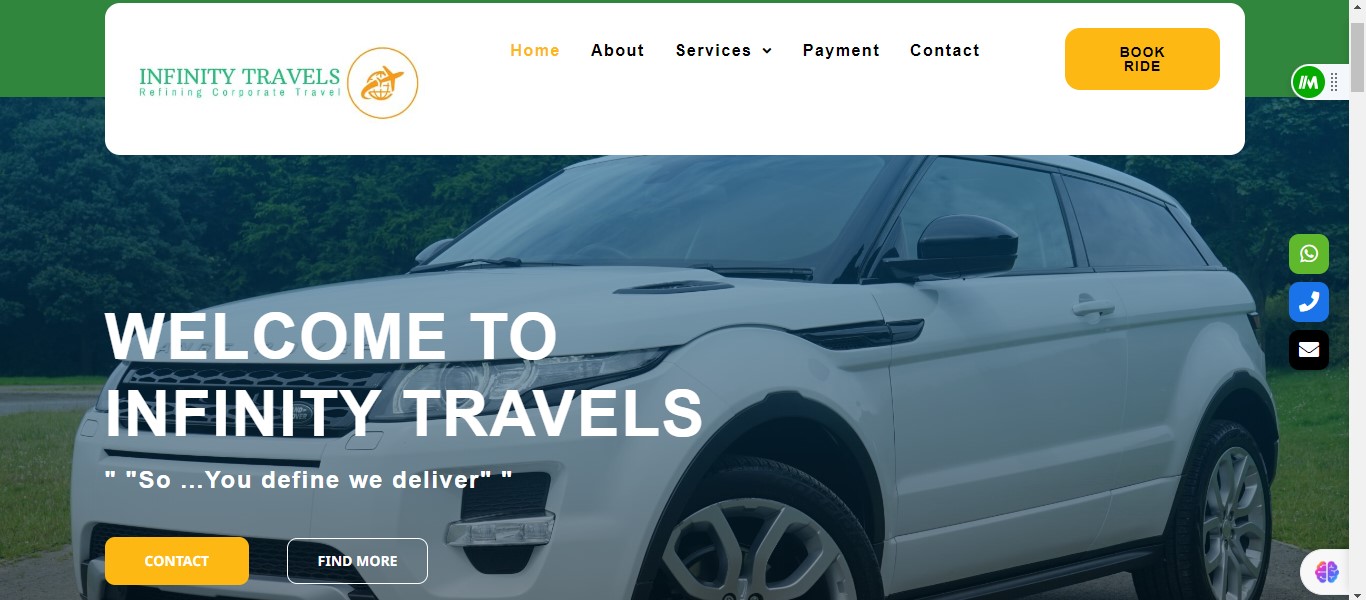 INFINITY TRAVELS
Refining Corporate Travel
Home About Services Payment Contact
BOOK
RIDE
WELCOME TO
INFINITY TRAVELS
" "So ...You define we deliver" "
CONTACT
FIND MORE